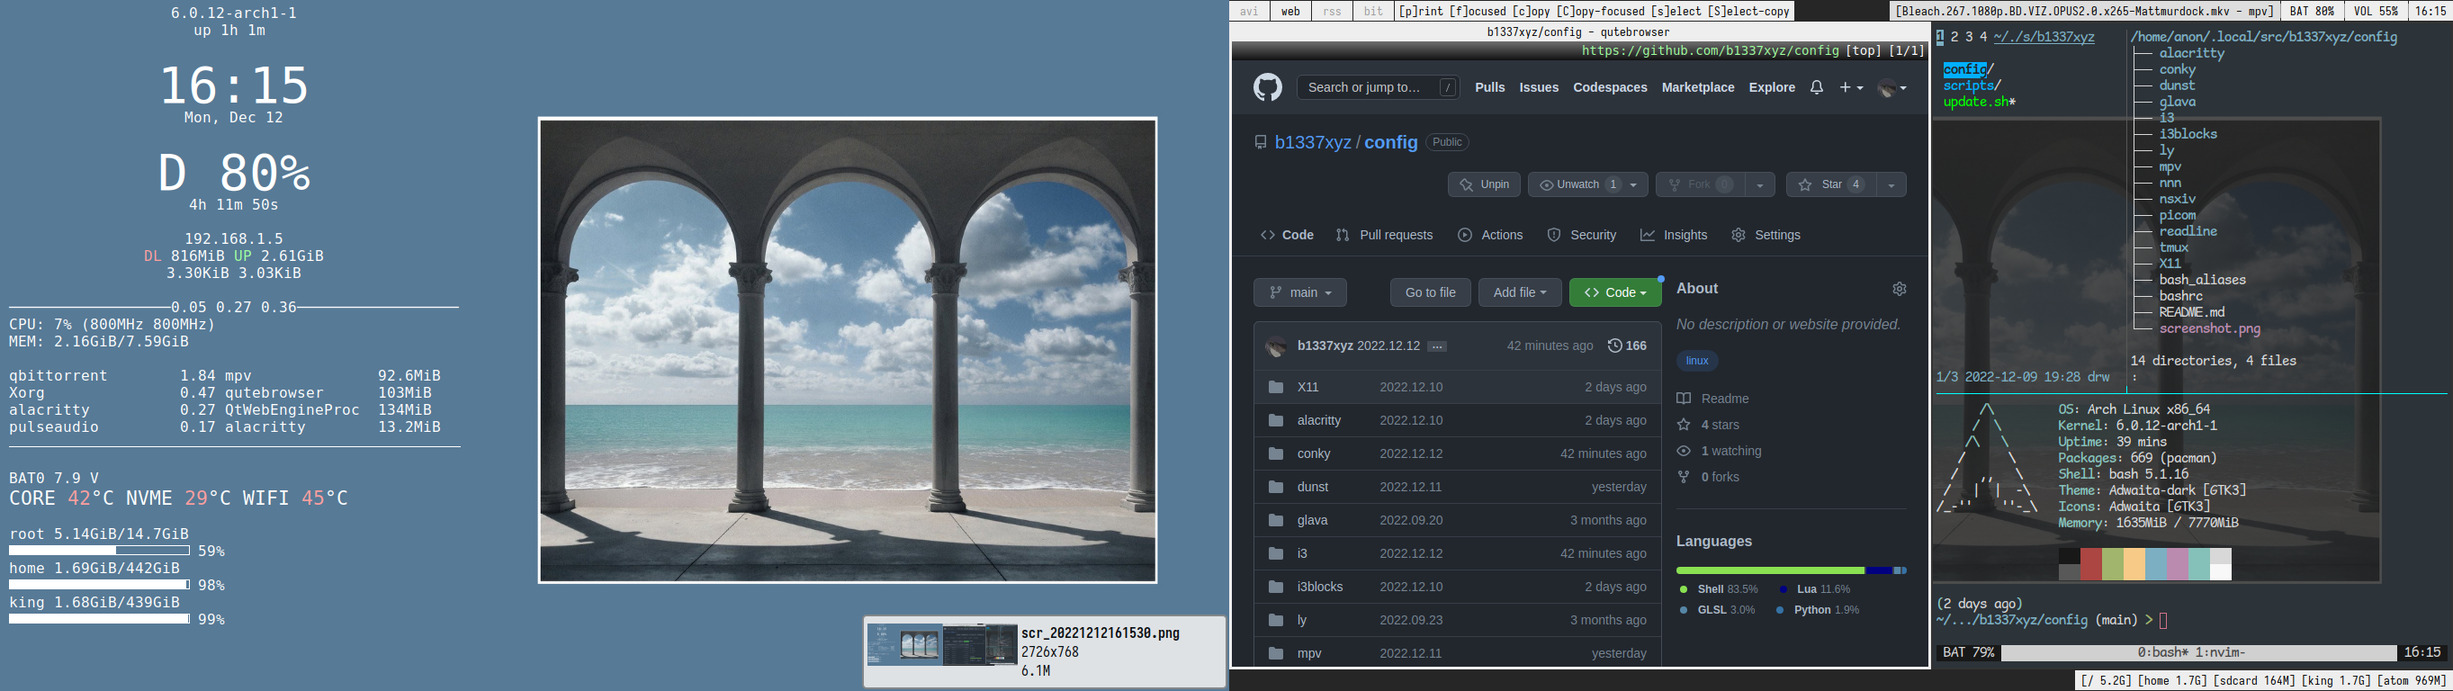 6.0.12-arch1-1
up 1h 1m
16:15
Mon, Dec 12
D 80%
4h 11m 50s
192.168.1.5
DL 816MiB UP 2.61GiB
3.30KiB 3.03KiB
0.05 0.27 0.36
CPU: 7% (800MHz 800MHz)
MEM: 2.16GiB/7.59GiB
qbittorrent 1.84 mpv 92.6MiB
Xorg 0.47 qutebrowser 103MiB
alacritty 0.27 QtWebEngineProc 134MiB
pulseaudio 0.17 alacritty 13.2MiB
BAT0 7.9 V
CORE 42°C NVME 29°C WIFI 45°C
root 5.14GiB/14.7GiB
59%
home 1.69GiB/442GiB
98%
king 1.68GiB/439GiB
99%
scr_20221212161530.png
2726x768
6.1M
avi web rss bit [p]rint [f]ocused [c]opy [C]opy-focused [s]elect [S]elect-copy
[Bleach.267.1080p.BD.VIZ.OPUS2.0.x265-Mattmurdock.mkv - mpv] BAT 80% VOL 55% 16:15
b1337xyz/config - qutebrowser
https://github.com/b1337xyz/config [top] [1/1]
Search or jump to… / Pulls Issues Codespaces Marketplace Explore
b1337xyz / config Public
Unpin Unwatch 1 Fork 0 Star 4
Code Pull requests Actions Security Insights Settings
main Go to file Add file Code
b1337xyz 2022.12.12 ... 42 minutes ago 166
X11 2022.12.10 2 days ago
alacritty 2022.12.10 2 days ago
conky 2022.12.12 42 minutes ago
dunst 2022.12.11 yesterday
glava 2022.09.20 3 months ago
i3 2022.12.12 42 minutes ago
i3blocks 2022.12.10 2 days ago
ly 2022.09.23 3 months ago
mpv 2022.12.11 yesterday
About
No description or website provided.
linux
Readme
4 stars
1 watching
0 forks
Languages
Shell 83.5% Lua 11.6%
GLSL 3.0% Python 1.9%
1 2 3 4 ~/./s/b1337xyz
config/
scripts/
update.sh*
1/3 2022-12-09 19:28 drw
/home/anon/.local/src/b1337xyz/config
alacritty
conky
dunst
glava
i3
i3blocks
ly
mpv
nnn
nsxiv
picom
readline
tmux
X11
bash_aliases
bashrc
README.md
screenshot.png
14 directories, 4 files
:
OS: Arch Linux x86_64
Kernel: 6.0.12-arch1-1
Uptime: 39 mins
Packages: 669 (pacman)
Shell: bash 5.1.16
Theme: Adwaita-dark [GTK3]
Icons: Adwaita [GTK3]
Memory: 1635MiB / 7770MiB
(2 days ago)
~/.../b1337xyz/config (main) >
BAT 79% 0:bash* 1:nvim- 16:15
[/ 5.2G] [home 1.7G] [sdcard 164M] [king 1.7G] [atom 969M]